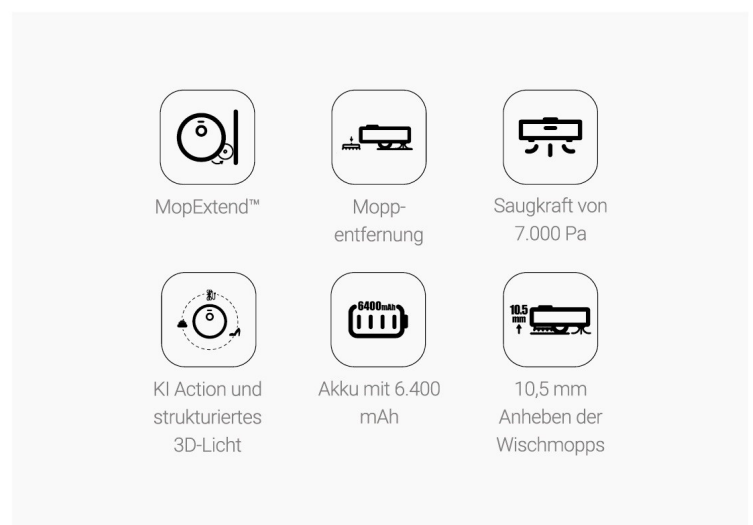 MopExtend™
Mopp-
entfernung
Saugkraft von
7.000 Pa
6400mAh
10.5
mm
KI Action und
strukturiertes
3D-Licht
Akku mit 6.400
mAh
10,5 mm
Anheben der
Wischmopps